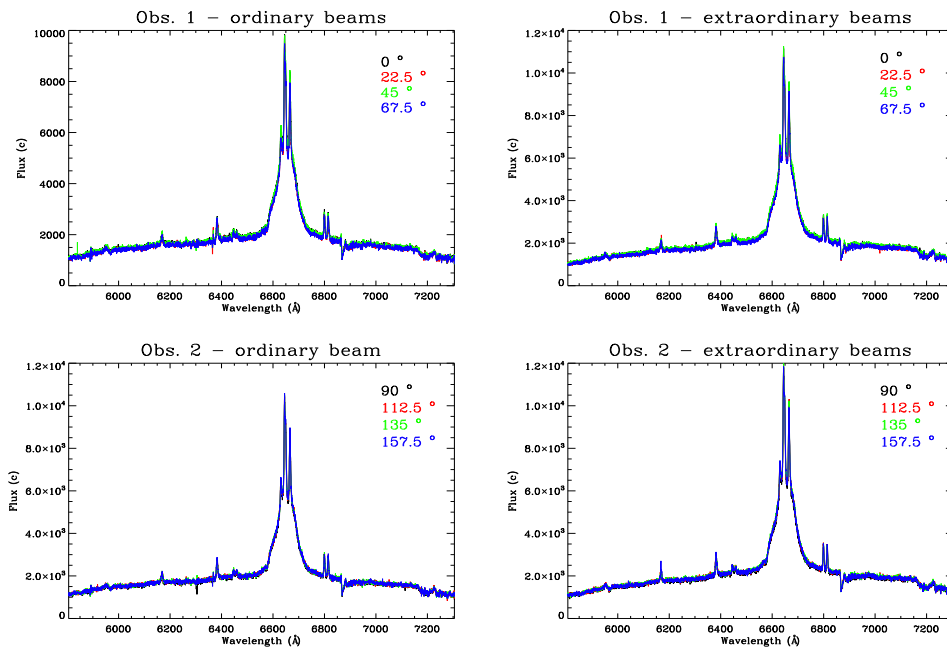 Obs. 1 – ordinary beams
10000
8000
6000
4000
2000
0
Flux (c)
0 °
22.5 °
45 °
67.5 °
6000 6200 6400 6600 6800 7000 7200
Wavelength (Å)
Obs. 1 – extraordinary beams
1.2×10⁴
1.0×10⁴
8.0×10³
6.0×10³
4.0×10³
2.0×10³
0
Flux (c)
0 °
22.5 °
45 °
67.5 °
6000 6200 6400 6600 6800 7000 7200
Wavelength (Å)
Obs. 2 – ordinary beam
1.2×10⁴
1.0×10⁴
8.0×10³
6.0×10³
4.0×10³
2.0×10³
0
Flux (c)
90 °
112.5 °
135 °
157.5 °
6000 6200 6400 6600 6800 7000 7200
Wavelength (Å)
Obs. 2 – extraordinary beams
1.2×10⁴
1.0×10⁴
8.0×10³
6.0×10³
4.0×10³
2.0×10³
0
Flux (c)
90 °
112.5 °
135 °
157.5 °
6000 6200 6400 6600 6800 7000 7200
Wavelength (Å)